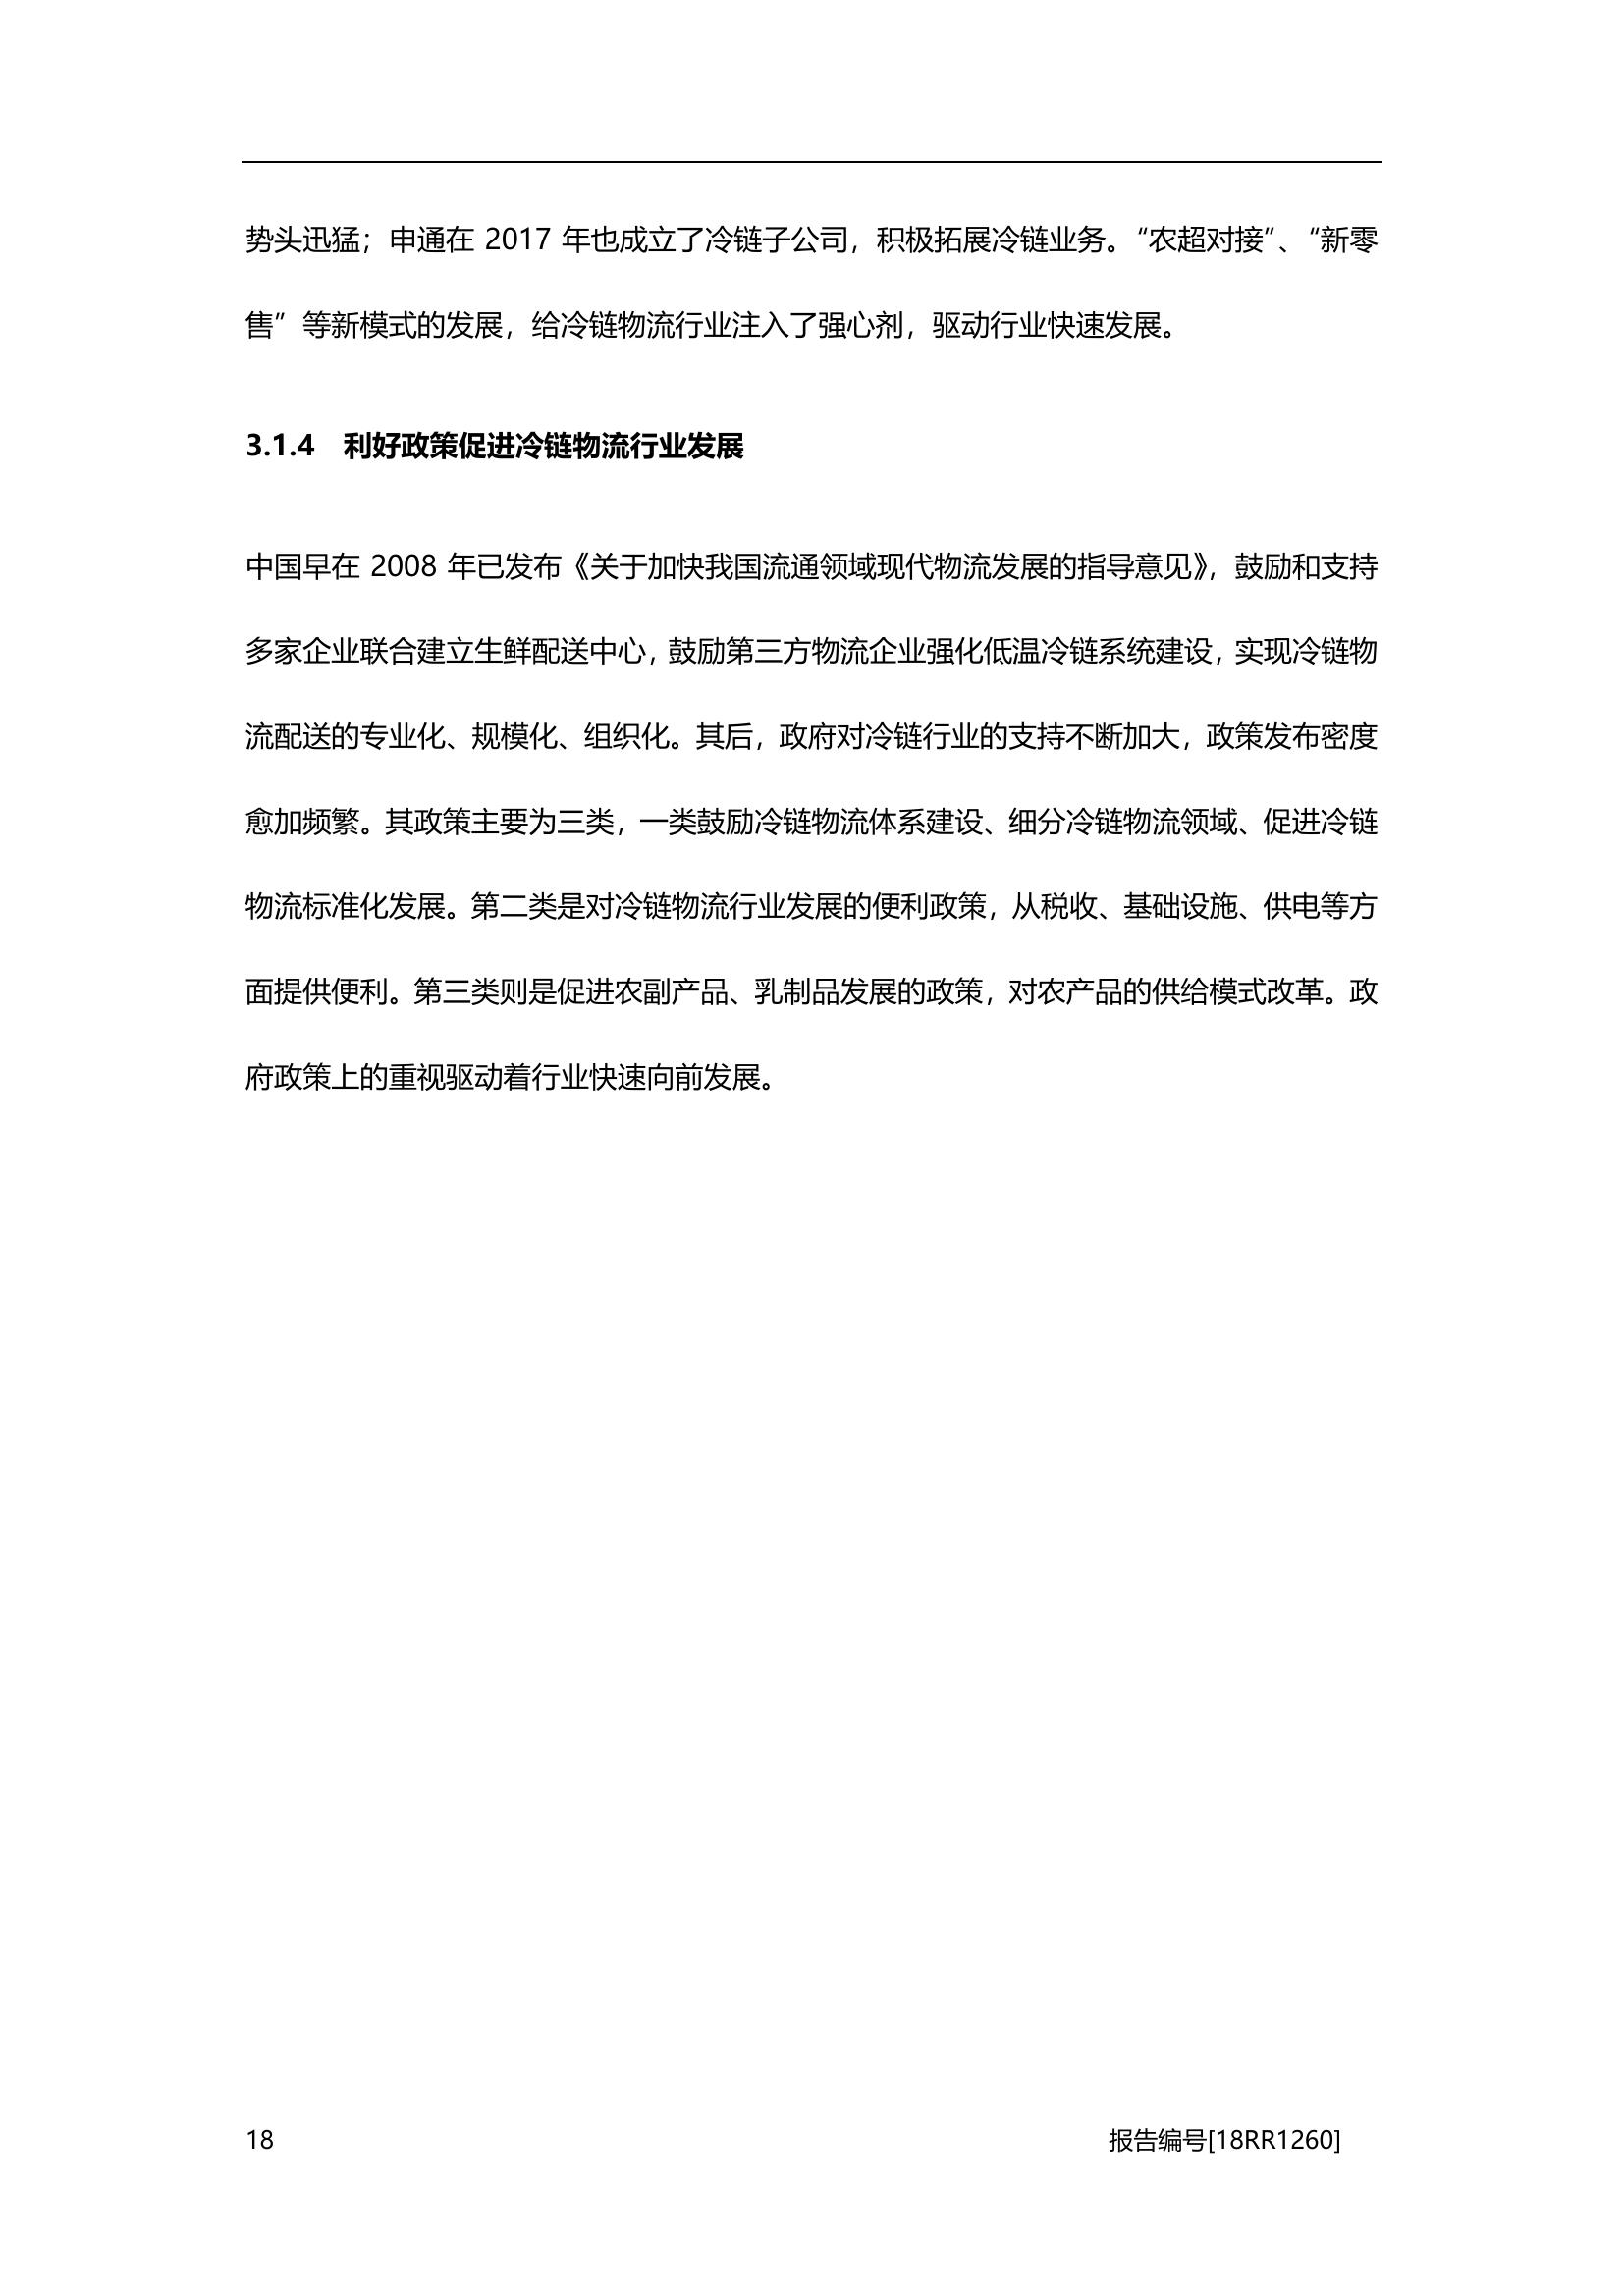 势头迅猛；申通在 2017 年也成立了冷链子公司，积极拓展冷链业务。“农超对接”、“新零
售”等新模式的发展，给冷链物流行业注入了强心剂，驱动行业快速发展。
3.1.4 利好政策促进冷链物流行业发展
中国早在 2008 年已发布《关于加快我国流通领域现代物流发展的指导意见》，鼓励和支持
多家企业联合建立生鲜配送中心，鼓励第三方物流企业强化低温冷链系统建设，实现冷链物
流配送的专业化、规模化、组织化。其后，政府对冷链行业的支持不断加大，政策发布密度
愈加频繁。其政策主要为三类，一类鼓励冷链物流体系建设、细分冷链物流领域、促进冷链
物流标准化发展。第二类是对冷链物流行业发展的便利政策，从税收、基础设施、供电等方
面提供便利。第三类则是促进农副产品、乳制品发展的政策，对农产品的供给模式改革。政
府政策上的重视驱动着行业快速向前发展。
18 报告编号[18RR1260]